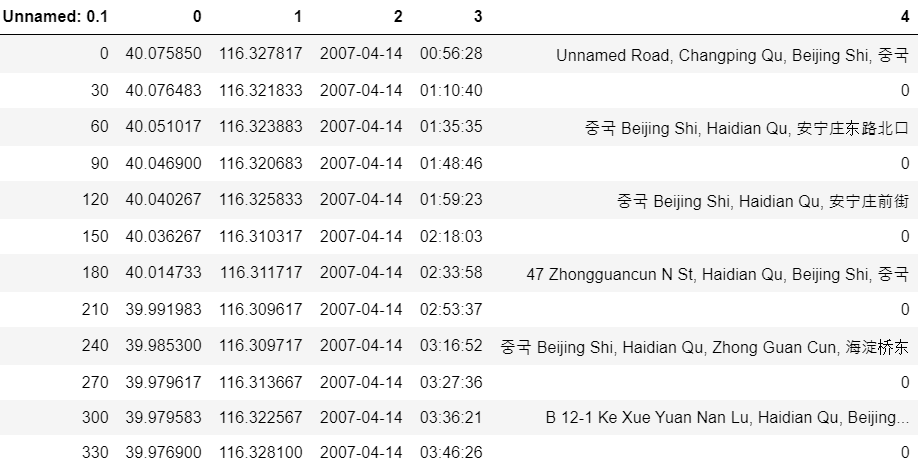 Unnamed: 0.1 0 1 2 3 4
0 40.075850 116.327817 2007-04-14 00:56:28 Unnamed Road, Changping Qu, Beijing Shi, 중국
30 40.076483 116.321833 2007-04-14 01:10:40 0
60 40.051017 116.323883 2007-04-14 01:35:35 중국 Beijing Shi, Haidian Qu, 安宁庄东路北口
90 40.046900 116.320683 2007-04-14 01:48:46 0
120 40.040267 116.325833 2007-04-14 01:59:23 중국 Beijing Shi, Haidian Qu, 安宁庄前街
150 40.036267 116.310317 2007-04-14 02:18:03 0
180 40.014733 116.311717 2007-04-14 02:33:58 47 Zhongguancun N St, Haidian Qu, Beijing Shi, 중국
210 39.991983 116.309617 2007-04-14 02:53:37 0
240 39.985300 116.309717 2007-04-14 03:16:52 중국 Beijing Shi, Haidian Qu, Zhong Guan Cun, 海淀桥东
270 39.979617 116.313667 2007-04-14 03:27:36 0
300 39.979583 116.322567 2007-04-14 03:36:21 B 12-1 Ke Xue Yuan Nan Lu, Haidian Qu, Beijing...
330 39.976900 116.328100 2007-04-14 03:46:26 0